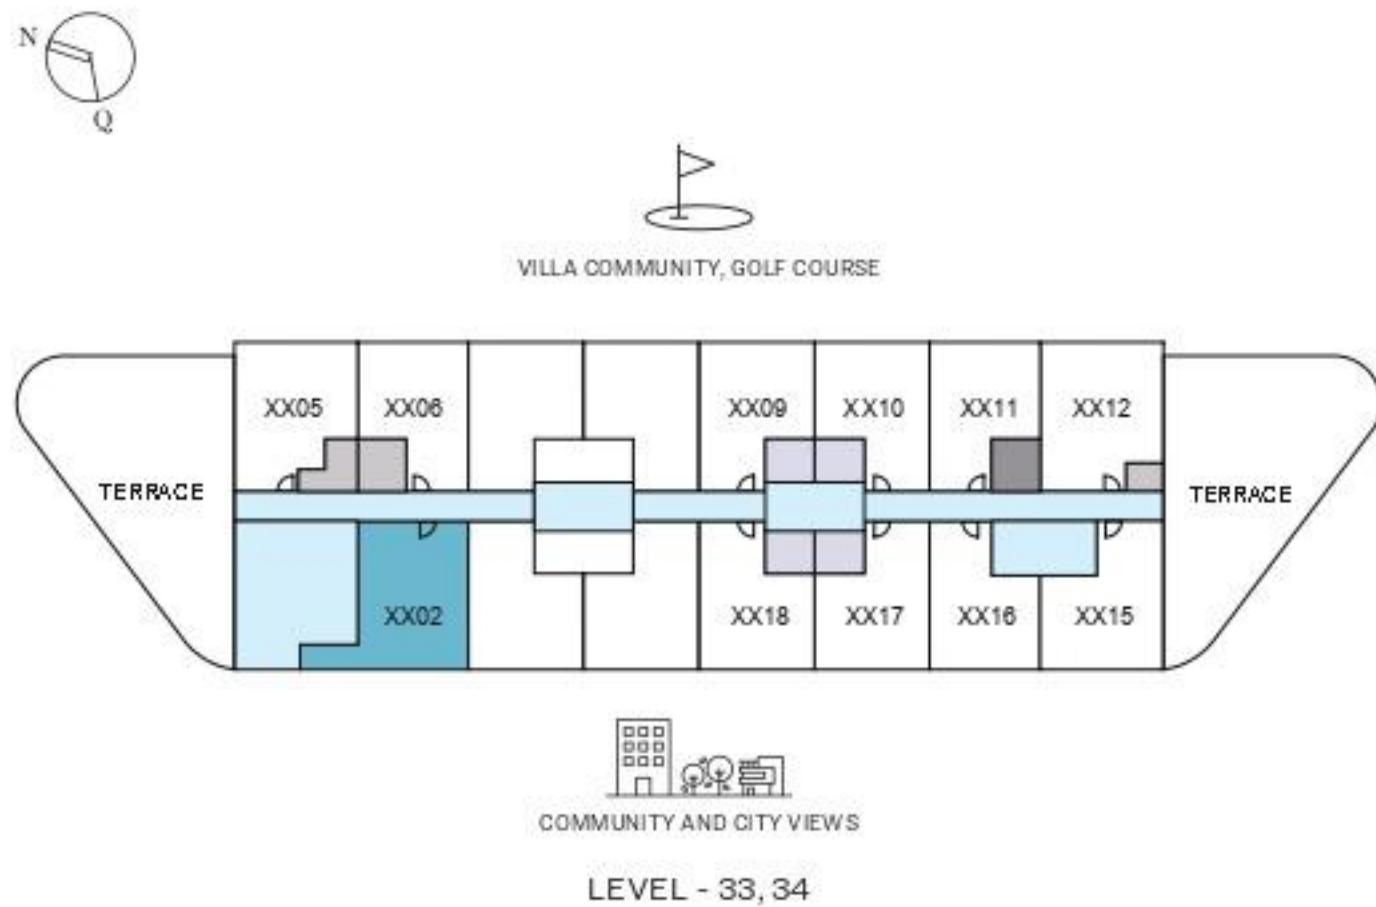 N
Q
VILLA COMMUNITY, GOLF COURSE
XX05 XX06 XX09 XX10 XX11 XX12
TERRACE TERRACE
XX02 XX18 XX17 XX16 XX15
COMMUNITY AND CITY VIEWS
LEVEL - 33, 34